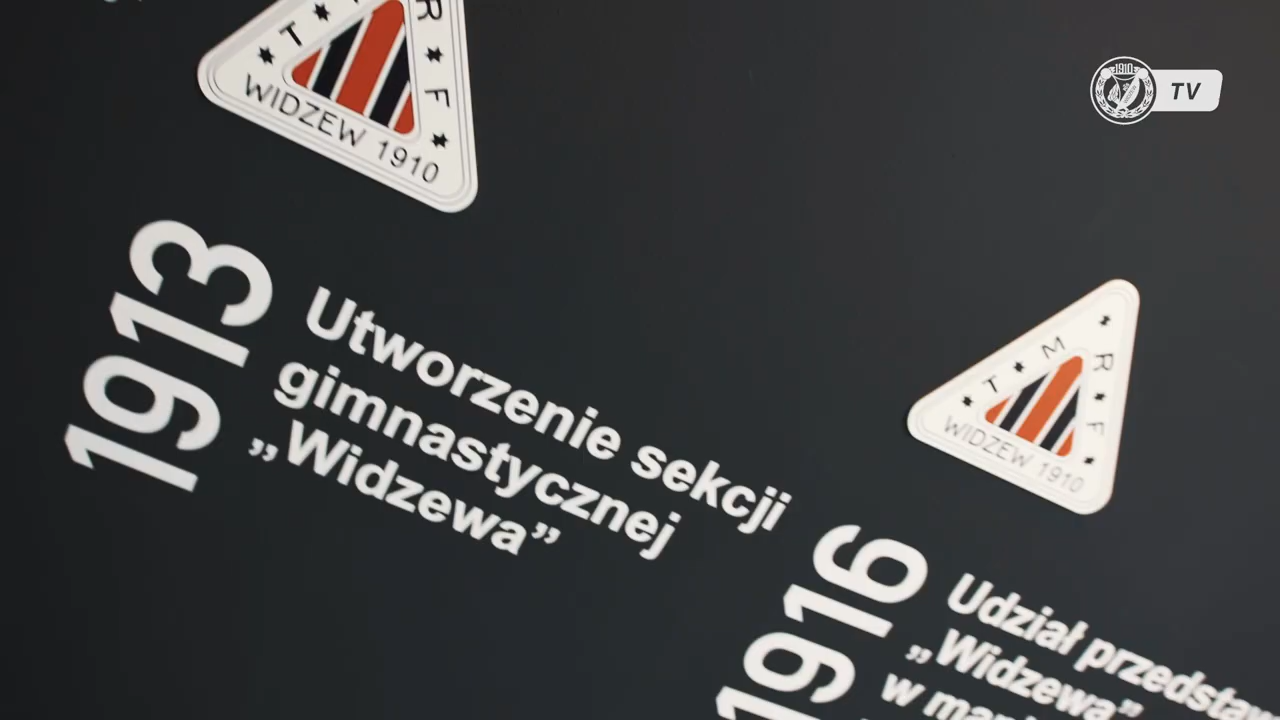 T M R F
WIDZEW 1910
1910
TV
1913
Utworzenie sekcji
gimnastycznej
„Widzewa”
T M R F
WIDZEW 1910
1916
Udział
„Widzewa”
w